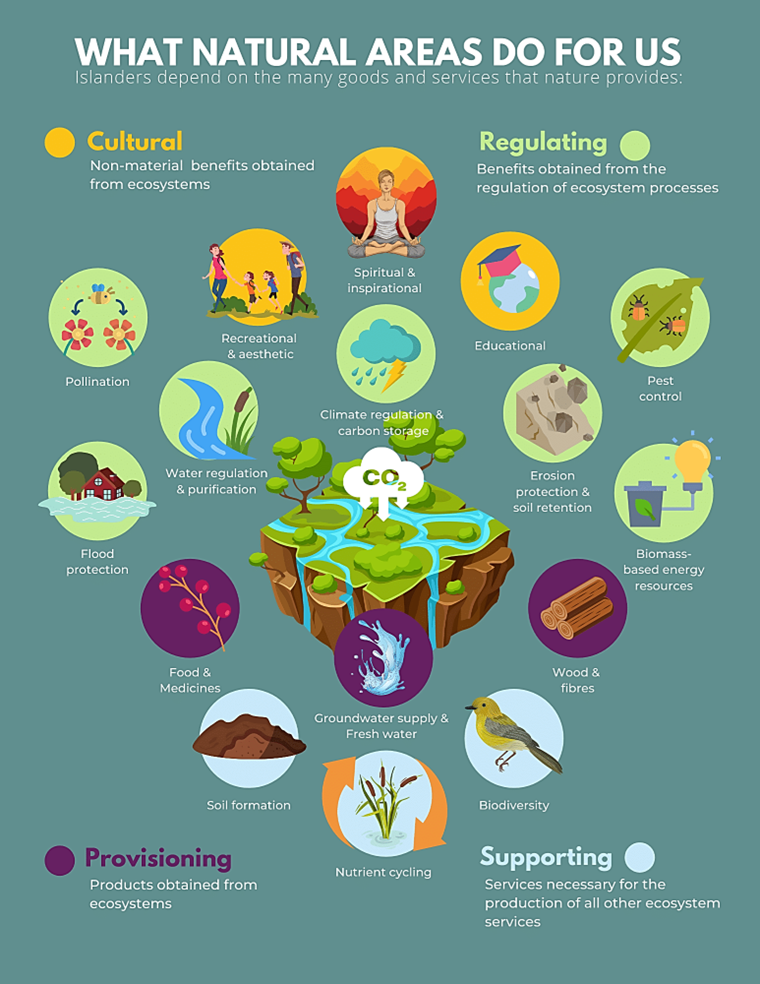 WHAT NATURAL AREAS DO FOR US
Islanders depend on the many goods and services that nature provides:
Cultural
Non-material benefits obtained
from ecosystems
Regulating
Benefits obtained from the
regulation of ecosystem processes
Spiritual &
inspirational
Recreational
& aesthetic
Educational
Pollination
Pest
control
Climate regulation &
carbon storage
Water regulation
& purification
CO2
Erosion
protection &
soil retention
Flood
protection
Biomass-
based energy
resources
Food &
Medicines
Wood &
fibres
Groundwater supply &
Fresh water
Soil formation
Biodiversity
Nutrient cycling
Provisioning
Products obtained from
ecosystems
Supporting
Services necessary for the
production of all other ecosystem
services